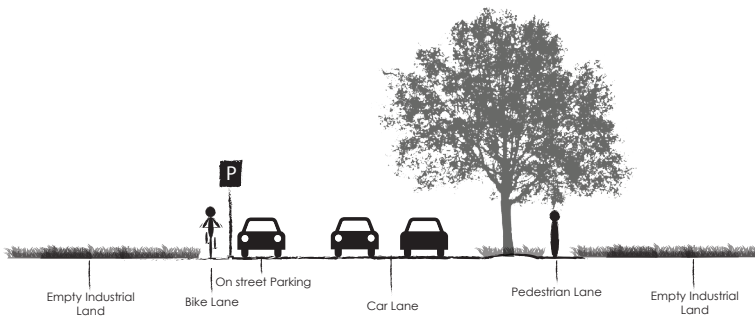 P
Empty Industrial
Land
Bike Lane
On street Parking
Car Lane
Pedestrian Lane
Empty Industrial
Land